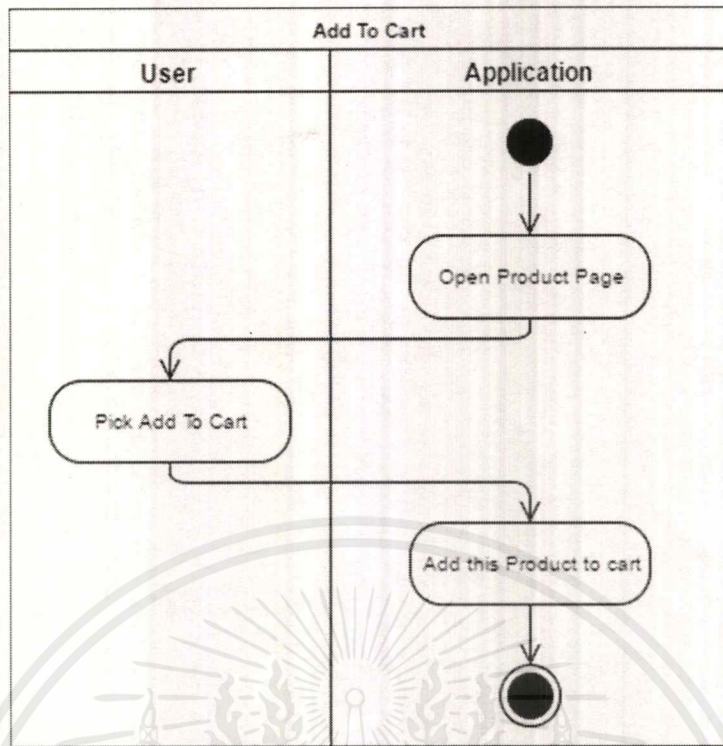 Add To Cart
User
Application
Open Product Page
Pick Add To Cart
Add this Product to cart